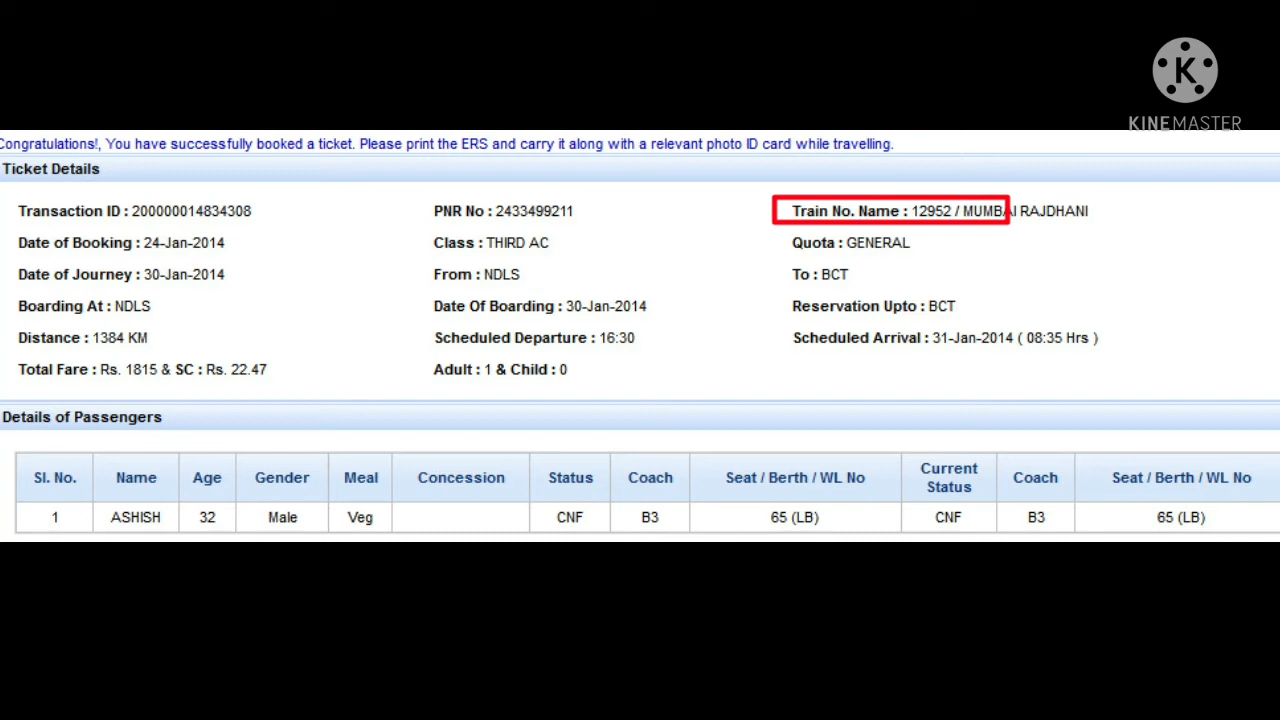 K
KINEMASTER
Congratulations!, You have successfully booked a ticket. Please print the ERS and carry it along with a relevant photo ID card while travelling.
Ticket Details
Transaction ID : 200000014834308 PNR No : 2433499211 Train No. Name : 12952 / MUMBAI RAJDHANI
Date of Booking : 24-Jan-2014 Class : THIRD AC Quota : GENERAL
Date of Journey : 30-Jan-2014 From : NDLS To : BCT
Boarding At : NDLS Date Of Boarding : 30-Jan-2014 Reservation Upto : BCT
Distance : 1384 KM Scheduled Departure : 16:30 Scheduled Arrival : 31-Jan-2014 ( 08:35 Hrs )
Total Fare : Rs. 1815 & SC : Rs. 22.47 Adult : 1 & Child : 0
Details of Passengers
Sl. No. Name Age Gender Meal Concession Status Coach Seat / Berth / WL No Current Status Coach Seat / Berth / WL No
1 ASHISH 32 Male Veg CNF B3 65 (LB) CNF B3 65 (LB)